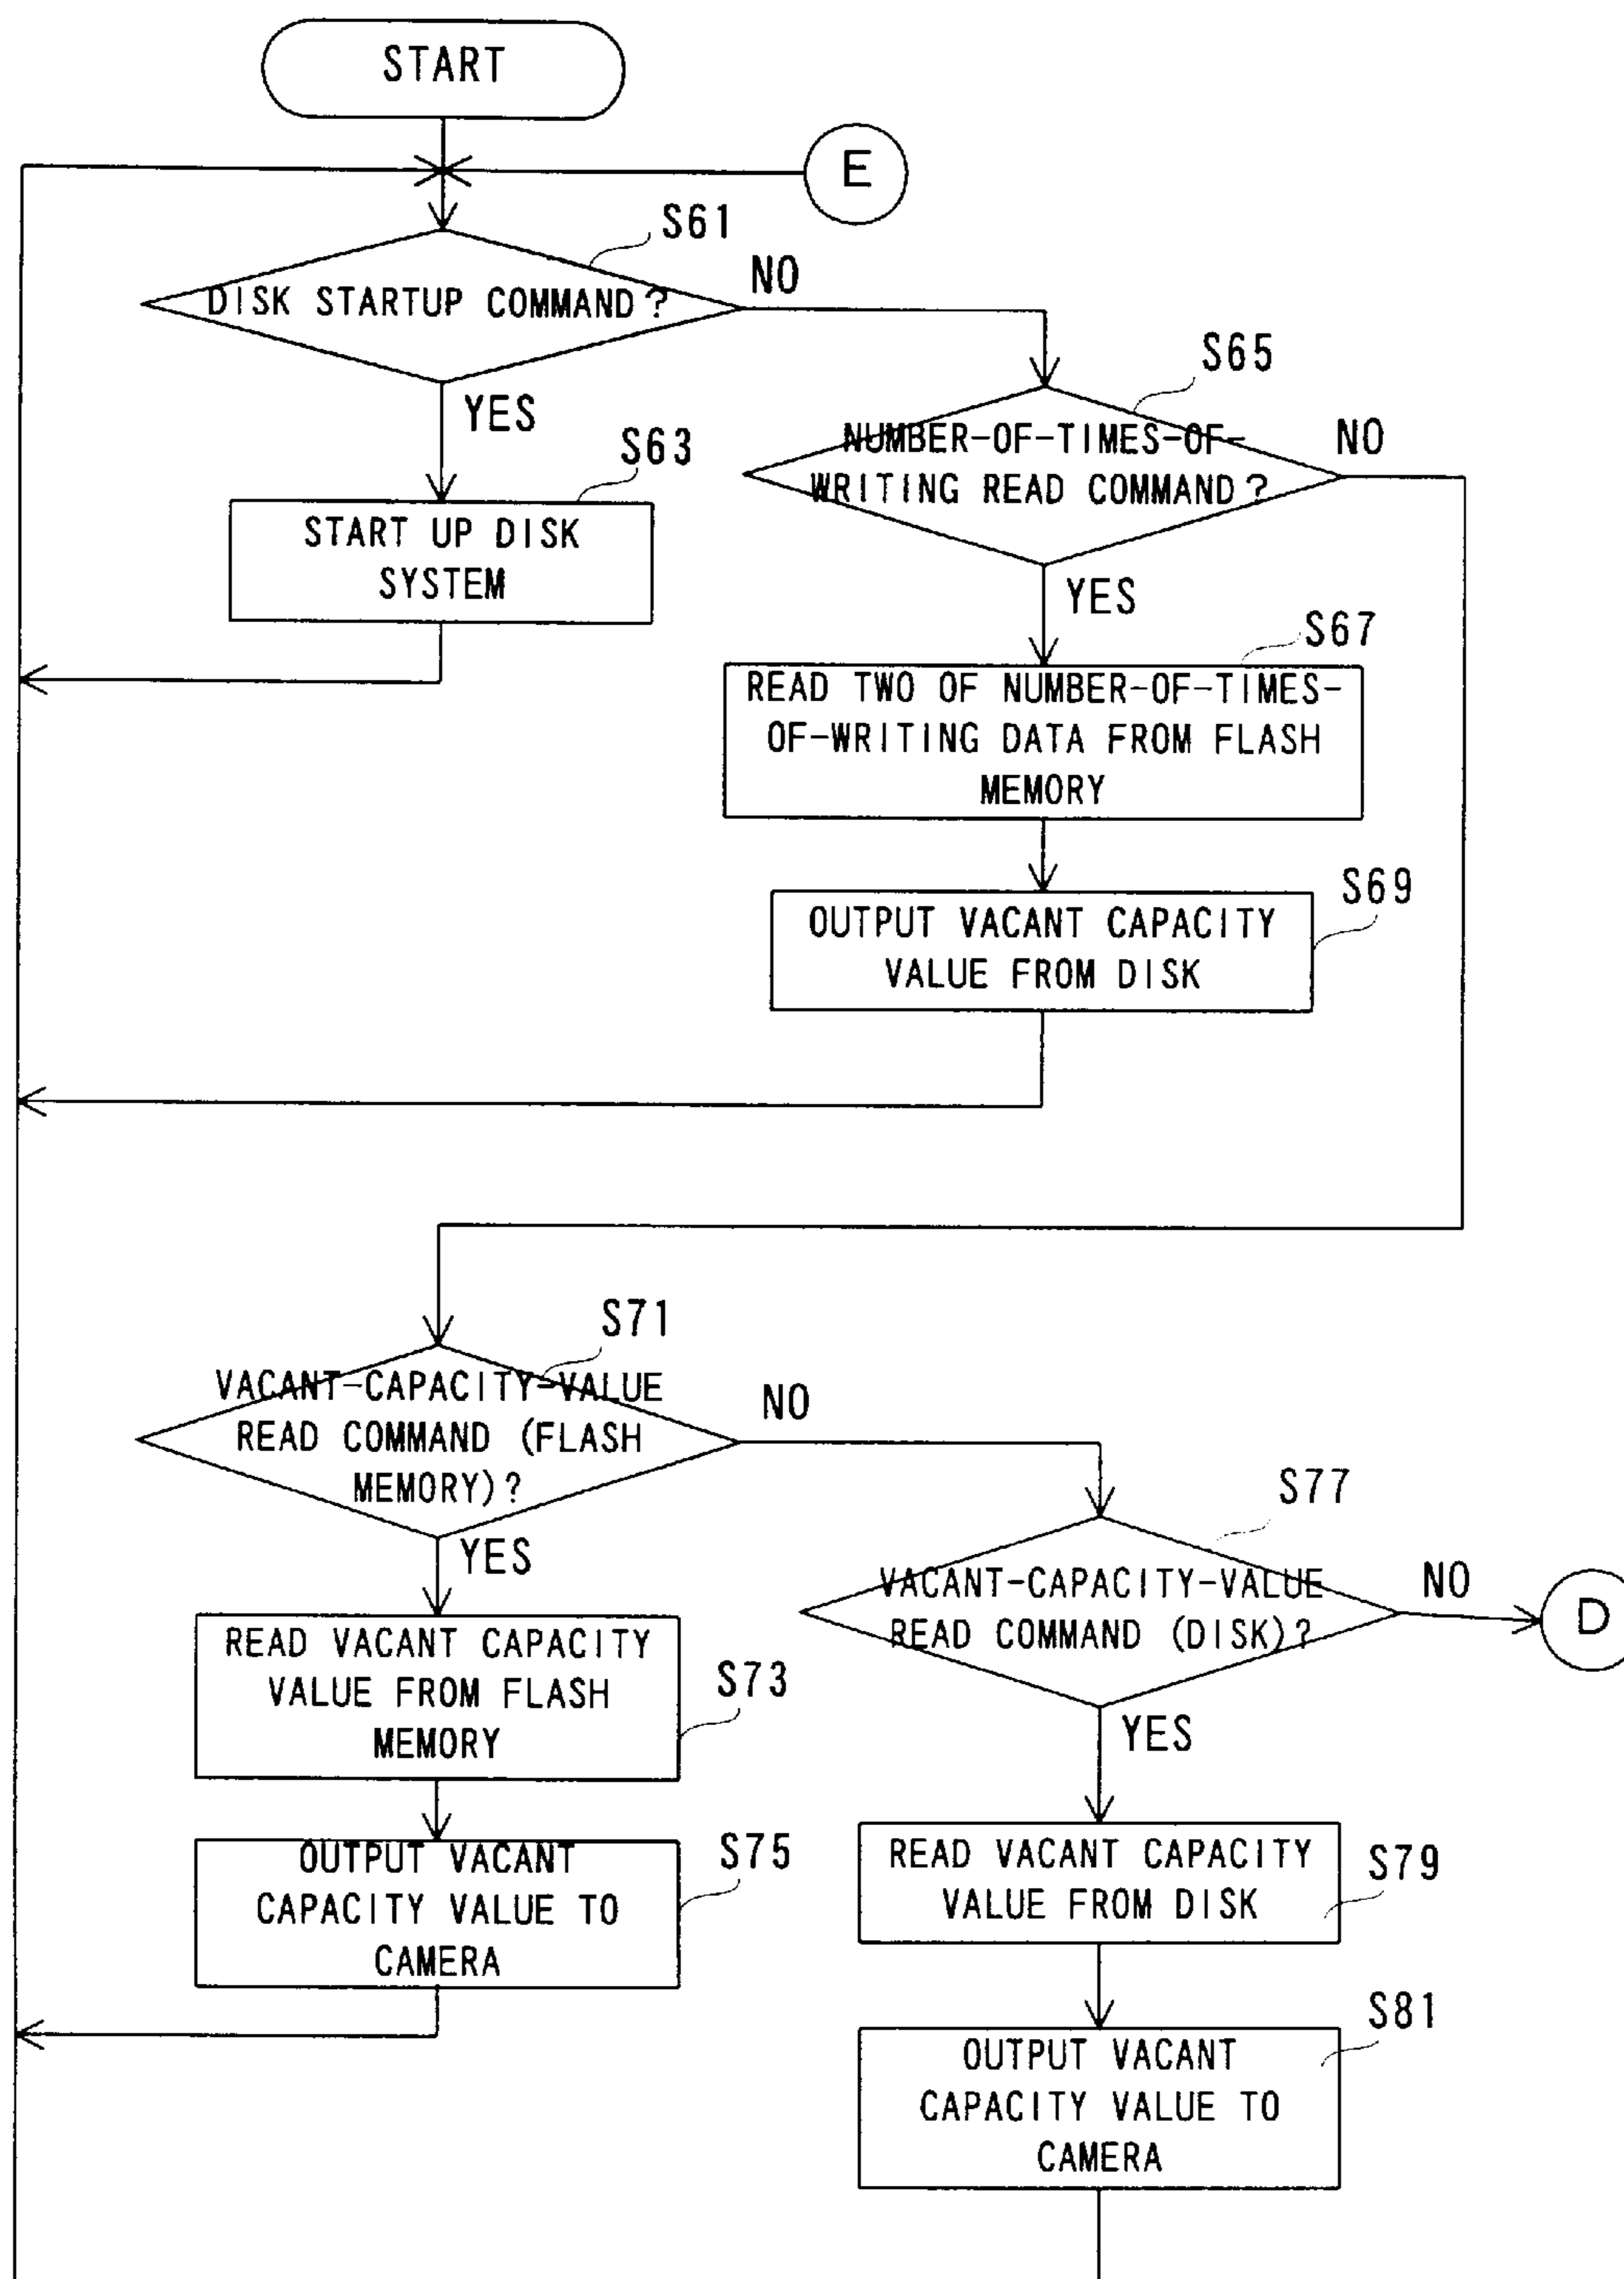 START
E
S61
DISK STARTUP COMMAND?
NO
YES
S65
NUMBER-OF-TIMES-OF-
WRITING READ COMMAND?
NO
YES
S63
START UP DISK
SYSTEM
S67
READ TWO OF NUMBER-OF-TIMES-
OF-WRITING DATA FROM FLASH
MEMORY
S69
OUTPUT VACANT CAPACITY
VALUE FROM DISK
S71
VACANT-CAPACITY-VALUE
READ COMMAND (FLASH
MEMORY)?
NO
YES
S77
VACANT-CAPACITY-VALUE
READ COMMAND (DISK)?
NO
D
YES
READ VACANT CAPACITY
VALUE FROM FLASH
MEMORY
S73
OUTPUT VACANT
CAPACITY VALUE TO
CAMERA
S75
READ VACANT CAPACITY
VALUE FROM DISK
S79
S81
OUTPUT VACANT
CAPACITY VALUE TO
CAMERA